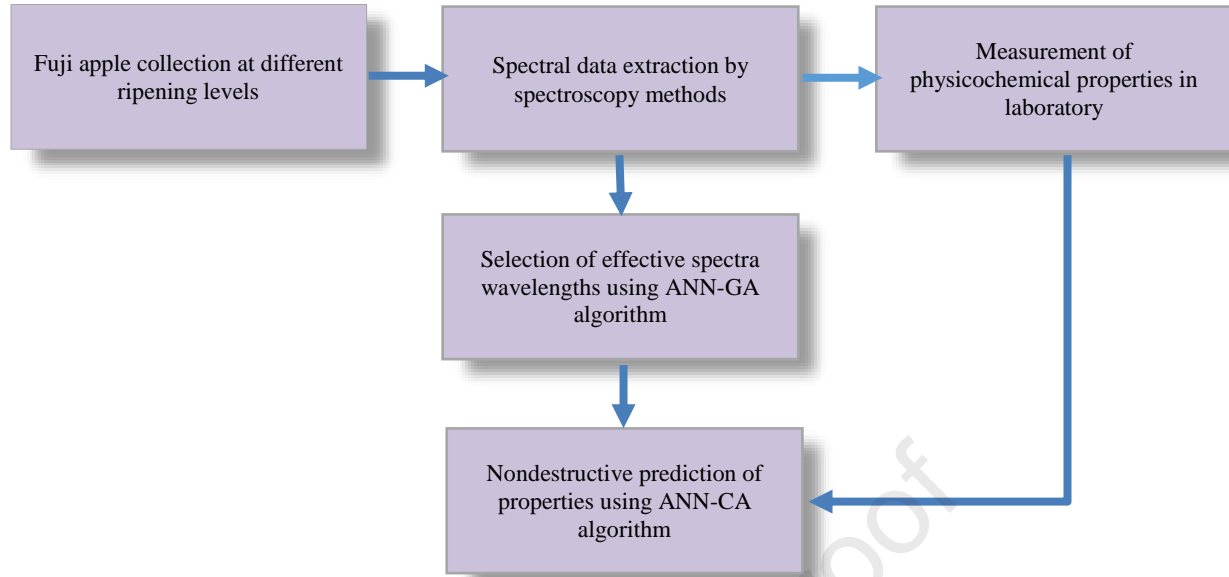 Fuji apple collection at different
ripening levels
Spectral data extraction by
spectroscopy methods
Measurement of
physicochemical properties in
laboratory
Selection of effective spectra
wavelengths using ANN-GA
algorithm
Nondestructive prediction of
properties using ANN-CA
algorithm
oof